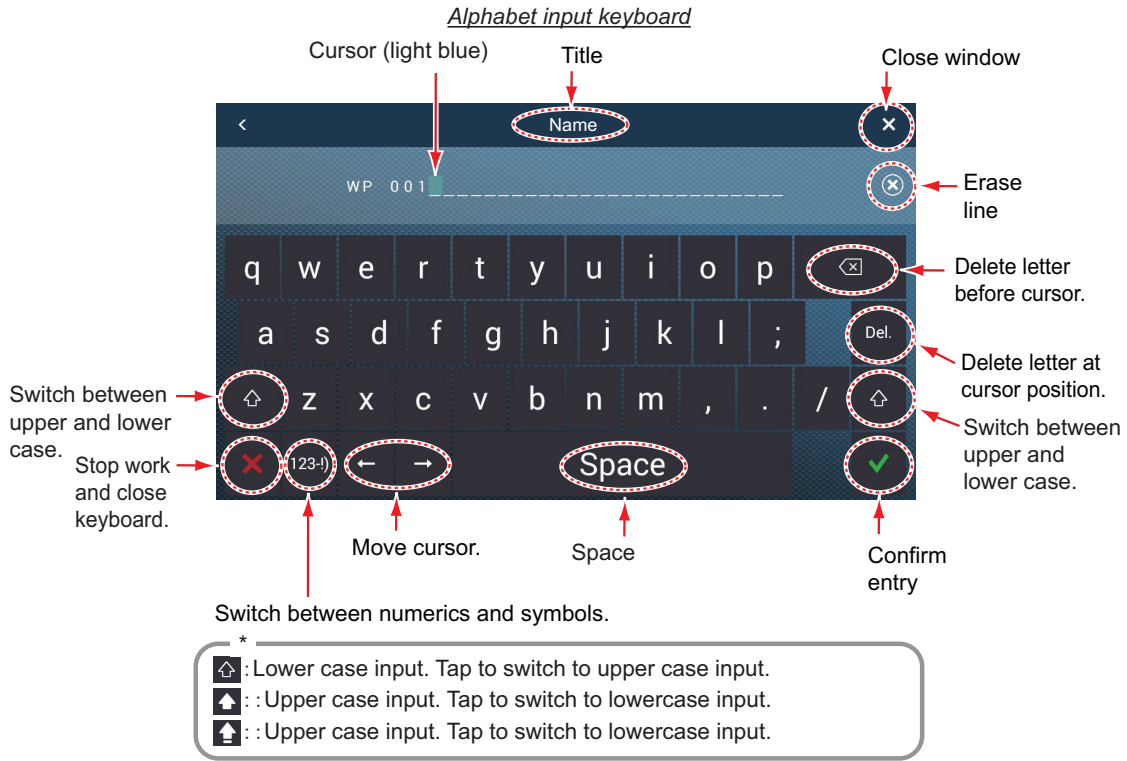 Alphabet input keyboard
Cursor (light blue)
Title
Close window
Name
WP 001
Erase
line
q w e r t y u i o p
Delete letter
before cursor.
a s d f g h j k l ;
Del.
Delete letter at
cursor position.
Switch between
upper and lower
case.
z x c v b n m , . /
Switch between
upper and
lower case.
Stop work
and close
keyboard.
123-!)
← →
Space
Move cursor.
Space
Confirm
entry
Switch between numerics and symbols.
*
:Lower case input. Tap to switch to upper case input.
: :Upper case input. Tap to switch to lowercase input.
: :Upper case input. Tap to switch to lowercase input.